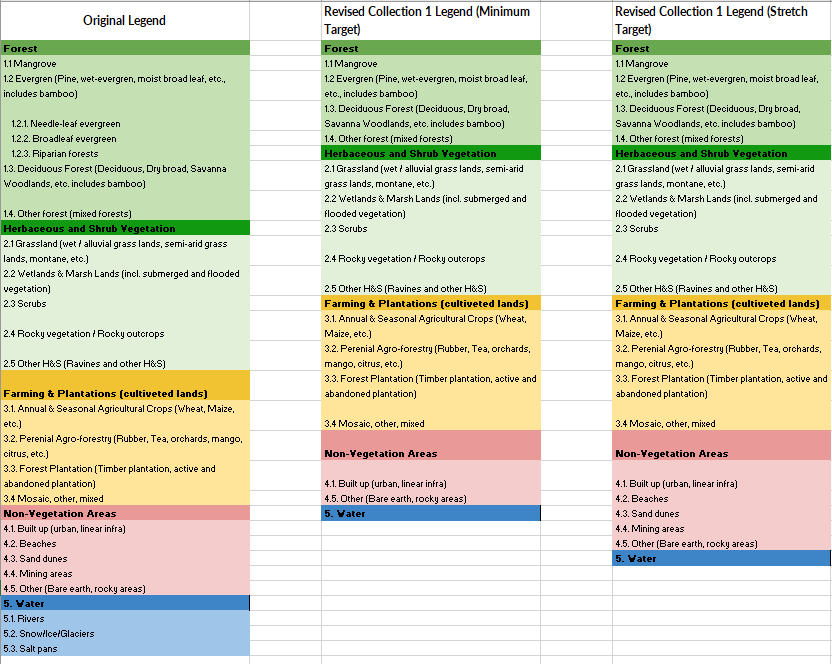 Original Legend
Forest
1.1 Mangrove
1.2 Evergren (Pine, wet-evergren, moist broad leaf, etc.,
includes bamboo)
1.2.1. Needle-leaf evergreen
1.2.2. Broadleaf evergreen
1.2.3. Riparian forests
1.3. Deciduous Forest (Deciduous, Dry broad, Savanna
Woodlands, etc. includes bamboo)
1.4. Other forest (mixed forests)
Herbaceous and Shrub Vegetation
2.1 Grassland (wet / alluvial grass lands, semi-arid grass
lands, montane, etc.)
2.2 Wetlands & Marsh Lands (incl. submerged and flooded
vegetation)
2.3 Scrubs
2.4 Rocky vegetation / Rocky outcrops
2.5 Other H&S (Ravines and other H&S)
Farming & Plantations (cultiveted lands)
3.1. Annual & Seasonal Agricultural Crops (Wheat, Maize,
etc.)
3.2. Perenial Agro-forestry (Rubber, Tea, orchards, mango,
citrus, etc.)
3.3. Forest Plantation (Timber plantation, active and
abandoned plantation)
3.4 Mosaic, other, mixed
Non-Vegetation Areas
4.1. Built up (urban, linear infra)
4.2. Beaches
4.3. Sand dunes
4.4. Mining areas
4.5. Other (Bare earth, rocky areas)
5. Water
5.1. Rivers
5.2. Snow/Ice/Glaciers
5.3. Salt pans
Revised Collection 1 Legend (Minimum
Target)
Forest
1.1 Mangrove
1.2 Evergren (Pine, wet-evergren, moist broad leaf,
etc., includes bamboo)
1.3. Deciduous Forest (Deciduous, Dry broad,
Savanna Woodlands, etc. includes bamboo)
1.4. Other forest (mixed forests)
Herbaceous and Shrub Vegetation
2.1 Grassland (wet / alluvial grass lands, semi-arid
grass lands, montane, etc.)
2.2 Wetlands & Marsh Lands (incl. submerged and
flooded vegetation)
2.3 Scrubs
2.4 Rocky vegetation / Rocky outcrops
2.5 Other H&S (Ravines and other H&S)
Farming & Plantations (cultiveted lands)
3.1. Annual & Seasonal Agricultural Crops (Wheat,
Maize, etc.)
3.2. Perenial Agro-forestry (Rubber, Tea, orchards,
mango, citrus, etc.)
3.3. Forest Plantation (Timber plantation, active and
abandoned plantation)
3.4 Mosaic, other, mixed
Non-Vegetation Areas
4.1. Built up (urban, linear infra)
4.5. Other (Bare earth, rocky areas)
5. Water
Revised Collection 1 Legend (Stretch
Target)
Forest
1.1 Mangrove
1.2 Evergren (Pine, wet-evergren, moist broad
leaf, etc., includes bamboo)
1.3. Deciduous Forest (Deciduous, Dry broad,
Savanna Woodlands, etc. includes bamboo)
1.4. Other forest (mixed forests)
Herbaceous and Shrub Vegetation
2.1 Grassland (wet / alluvial grass lands, semi-arid
grass lands, montane, etc.)
2.2 Wetlands & Marsh Lands (incl. submerged and
flooded vegetation)
2.3 Scrubs
2.4 Rocky vegetation / Rocky outcrops
2.5 Other H&S (Ravines and other H&S)
Farming & Plantations (cultiveted lands)
3.1. Annual & Seasonal Agricultural Crops (Wheat,
Maize, etc.)
3.2. Perenial Agro-forestry (Rubber, Tea, orchards,
mango, citrus, etc.)
3.3. Forest Plantation (Timber plantation, active and
abandoned plantation)
3.4 Mosaic, other, mixed
Non-Vegetation Areas
4.1. Built up (urban, linear infra)
4.2. Beaches
4.3. Sand dunes
4.4. Mining areas
4.5. Other (Bare earth, rocky areas)
5. Water